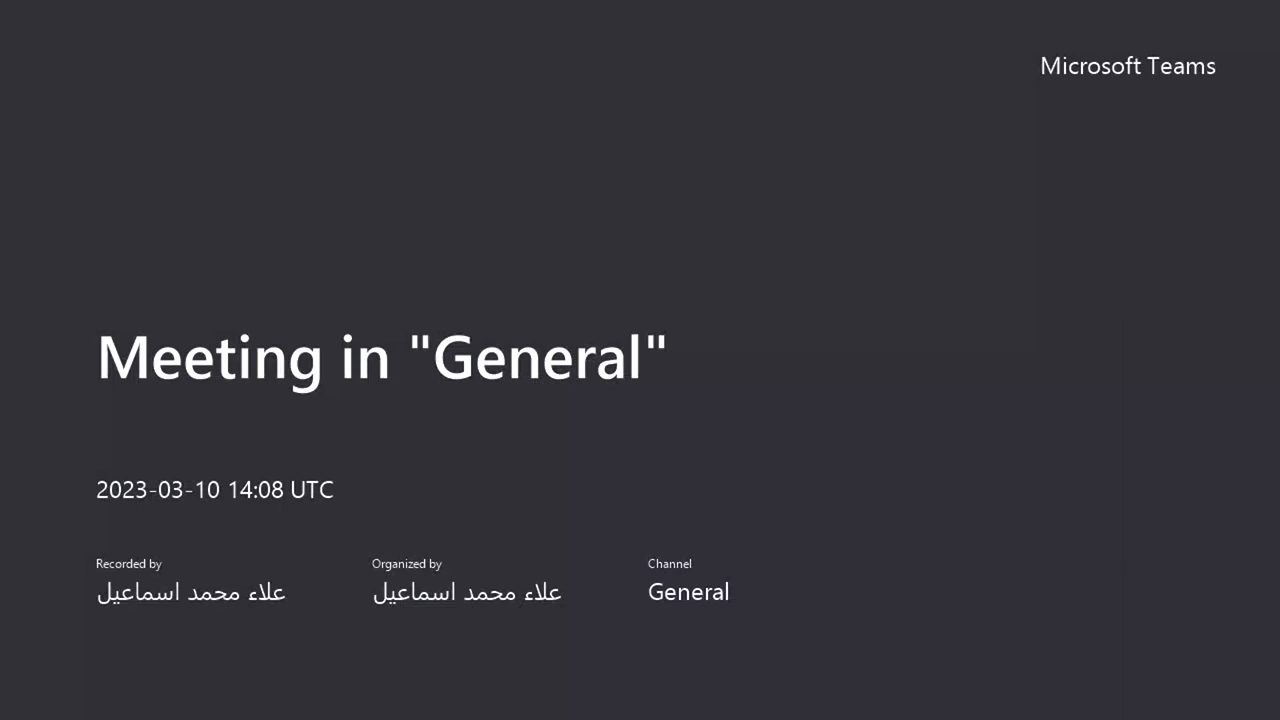 Microsoft Teams
Meeting in "General"
2023-03-10 14:08 UTC
Recorded by
علاء محمد اسماعيل
Organized by
علاء محمد اسماعيل
Channel
General